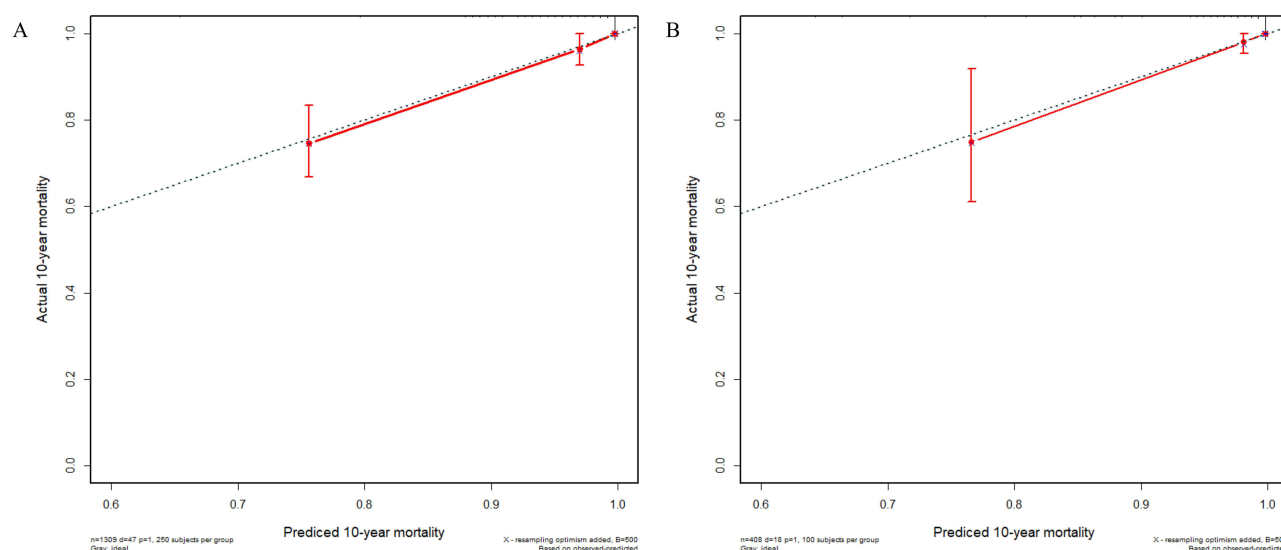 A
Actual 10-year mortality
1.0
0.8
0.6
0.4
0.2
0.0
0.6 0.7 0.8 0.9 1.0
Prediced 10-year mortality
n=1309 d=47 p=1, 250 subjects per group
Gray: ideal
X - resampling optimism added, B=500
Based on observed-predicted
B
Actual 10-year mortality
1.0
0.8
0.6
0.4
0.2
0.0
0.6 0.7 0.8 0.9 1.0
Prediced 10-year mortality
n=408 d=18 p=1, 100 subjects per group
Gray: ideal
X - resampling optimism added, B=50
Based on observed-predicted